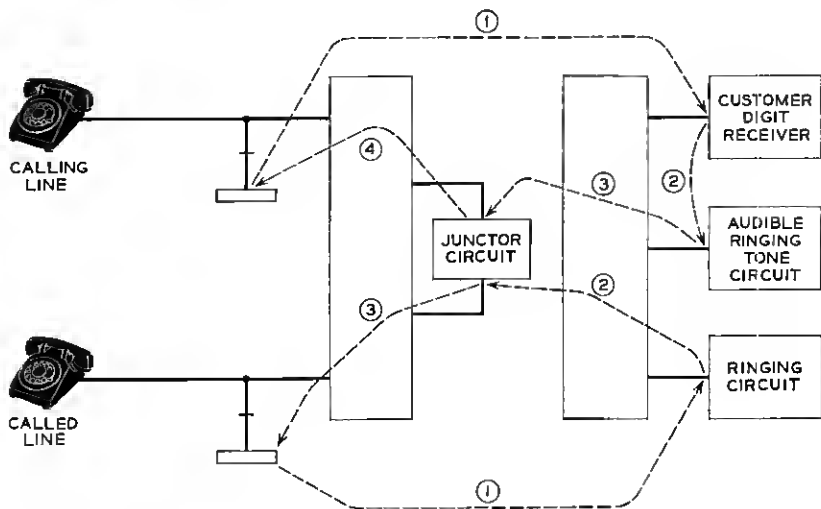 ①
CUSTOMER
DIGIT
RECEIVER
CALLING
LINE
④
②
③
JUNCTOR
CIRCUIT
AUDIBLE
RINGING
TONE
CIRCUIT
③
②
RINGING
CIRCUIT
CALLED
LINE
①